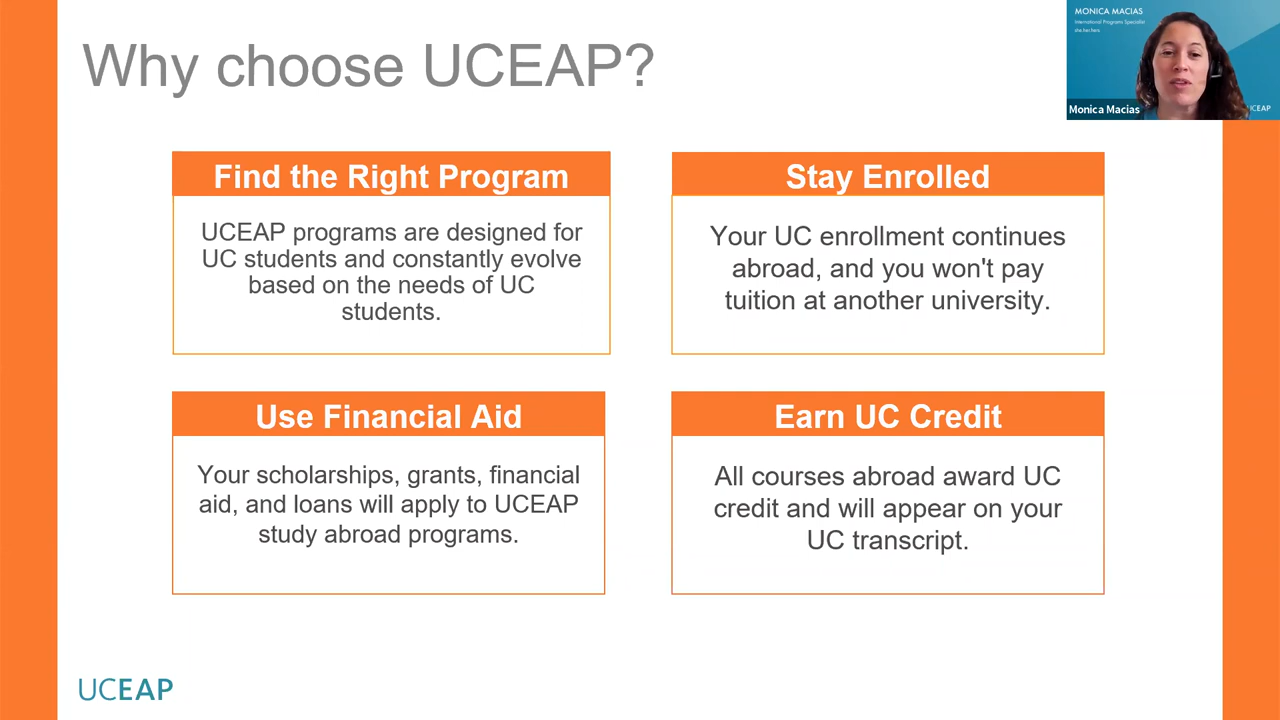 Why choose UCEAP?
MONICA MACIAS
International Programs Specialist
she.her.hers
Monica Macias
UCEAP
Find the Right Program
UCEAP programs are designed for
UC students and constantly evolve
based on the needs of UC
students.
Stay Enrolled
Your UC enrollment continues
abroad, and you won't pay
tuition at another university.
Use Financial Aid
Your scholarships, grants, financial
aid, and loans will apply to UCEAP
study abroad programs.
Earn UC Credit
All courses abroad award UC
credit and will appear on your
UC transcript.
UCEAP